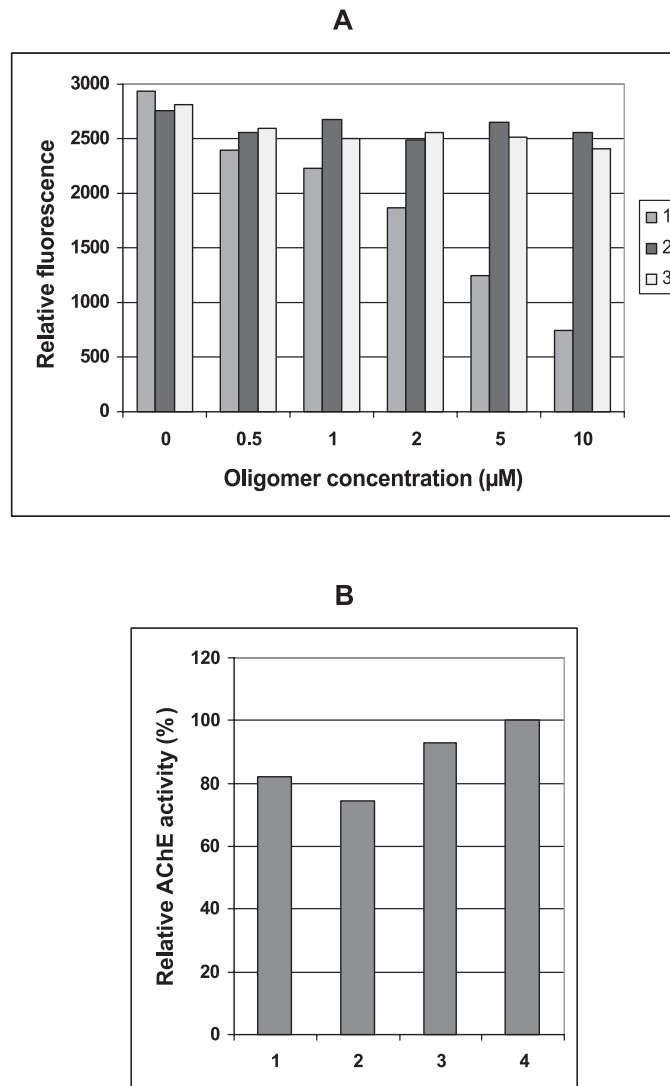 A
Relative fluorescence
3000
2500
2000
1500
1000
500
0
0 0.5 1 2 5 10
Oligomer concentration (µM)
1
2
3
B
Relative AChE activity (%)
120
100
80
60
40
20
0
1 2 3 4